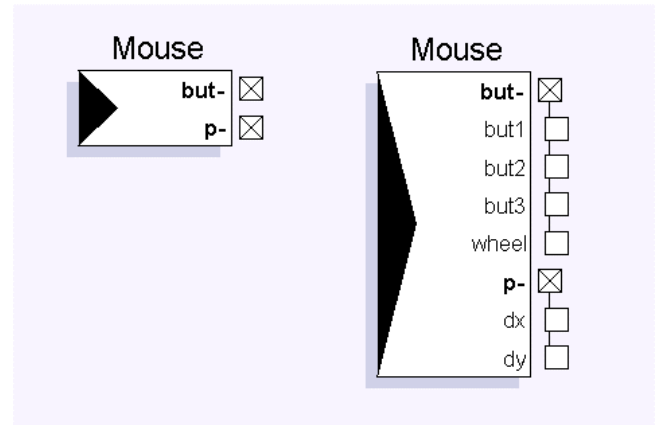 Mouse
but-
p-
Mouse
but-
but1
but2
but3
wheel
p-
dx
dy